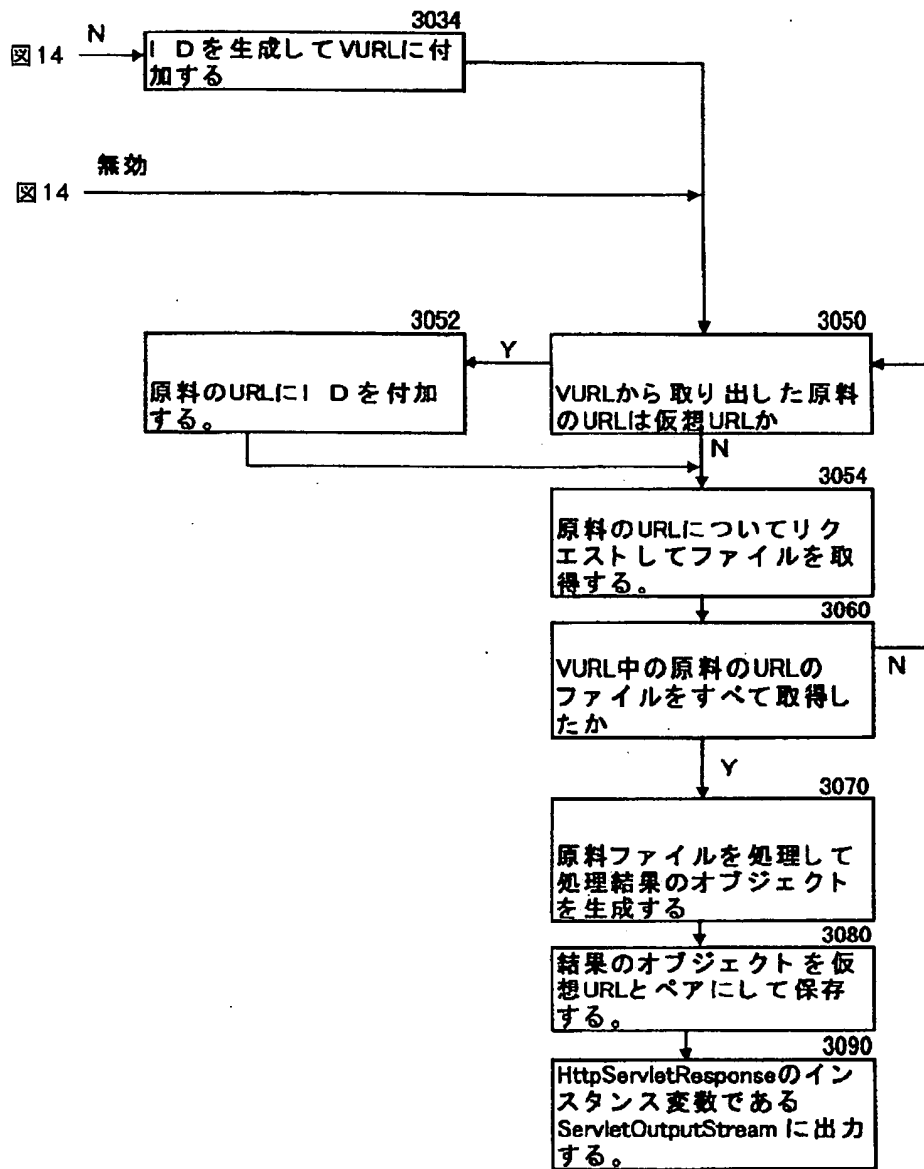 3034
図14
N
I Dを生成してVURLに付
加する
無効
図14
3052
原料のURLにI Dを付加
する。
Y
3050
VURLから取り出した原料
のURLは仮想URLか
N
3054
原料のURLについてリク
エストしてファイルを取
得する。
3060
VURL中の原料のURLの
ファイルをすべて取得し
たか
N
Y
3070
原料ファイルを処理して
処理結果のオブジェクト
を生成する
3080
結果のオブジェクトを仮
想URLとペアにして保存
する。
3090
HttpServletResponseのイン
スタンス変数である
ServletOutputStreamに出力
する。